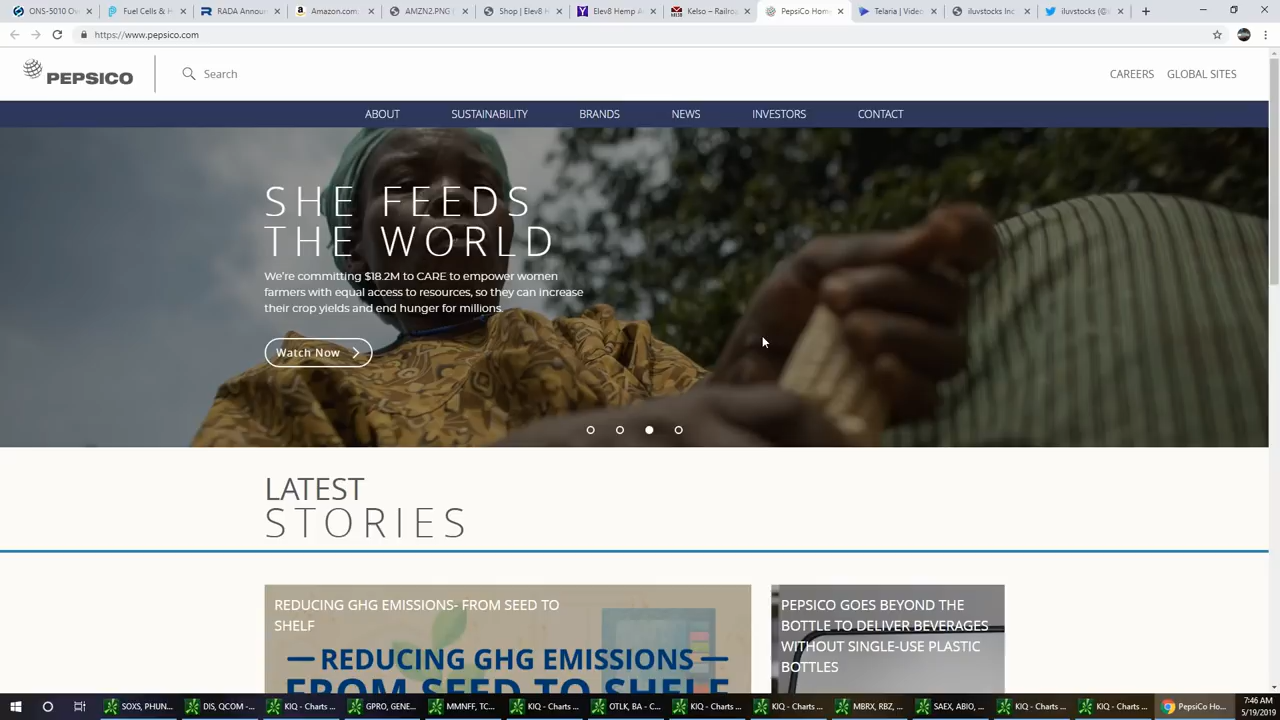 ONS-5010 Ov
Fuel Cells & H
RADA Announ
Amazon.com.
AMZN2.PNG (
Shop | Elev8 H
Elev8 Hemp A
Kelso – Railro
PepsiCo Hom
Telaria | Video
iluvstocks Inc
iluvstocks (@s
https://www.pepsico.com
PEPSICO
Search
CAREERS
GLOBAL SITES
ABOUT
SUSTAINABILITY
BRANDS
NEWS
INVESTORS
CONTACT
SHE FEEDS
THE WORLD
We're committing $18.2M to CARE to empower women
farmers with equal access to resources, so they can increase
their crop yields and end hunger for millions.
Watch Now
LATEST
STORIES
REDUCING GHG EMISSIONS- FROM SEED TO
SHELF
REDUCING GHG EMISSIONS
FROM SEED TO SHELF
PEPSICO GOES BEYOND THE
BOTTLE TO DELIVER BEVERAGES
WITHOUT SINGLE-USE PLASTIC
BOTTLES
SOXS, PHUN...
DIS, QCOM - ...
KIQ - Charts ...
GPRO, GENE...
MMNFF, TC...
KIQ - Charts ...
OTLK, BA - C...
KIQ - Charts ...
KIQ - Charts ...
MBRX, RBZ, ...
SAEX, ABIO, ...
KIQ - Charts ...
KIQ - Charts ...
PepsiCo Ho...
7:46 AM
5/19/2019